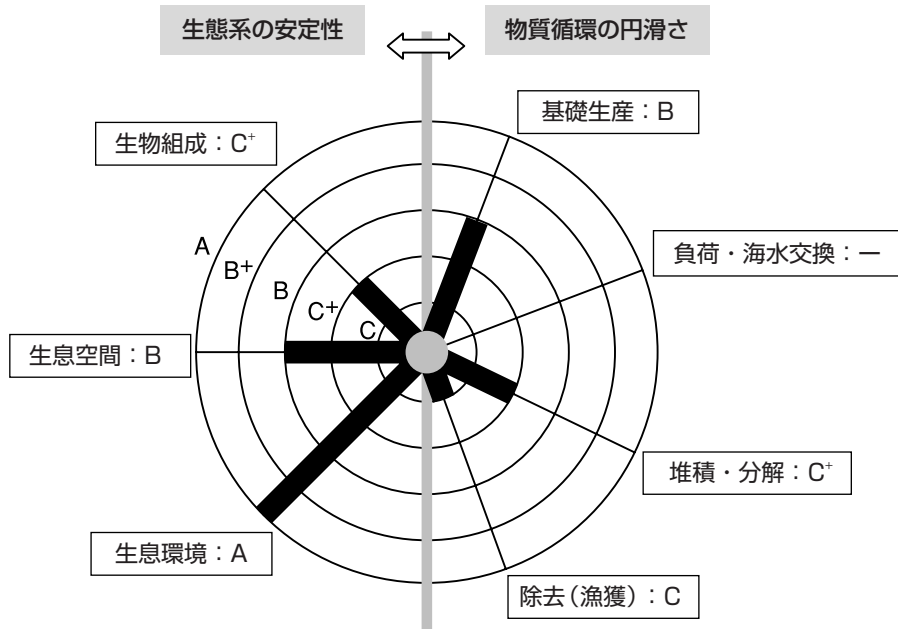 生態系の安定性
物質循環の円滑さ
基礎生産：B
生物組成：C⁺
A
B⁺
B
C⁺
C
負荷・海水交換：ー
生息空間：B
堆積・分解：C⁺
生息環境：A
除去（漁獲）：C